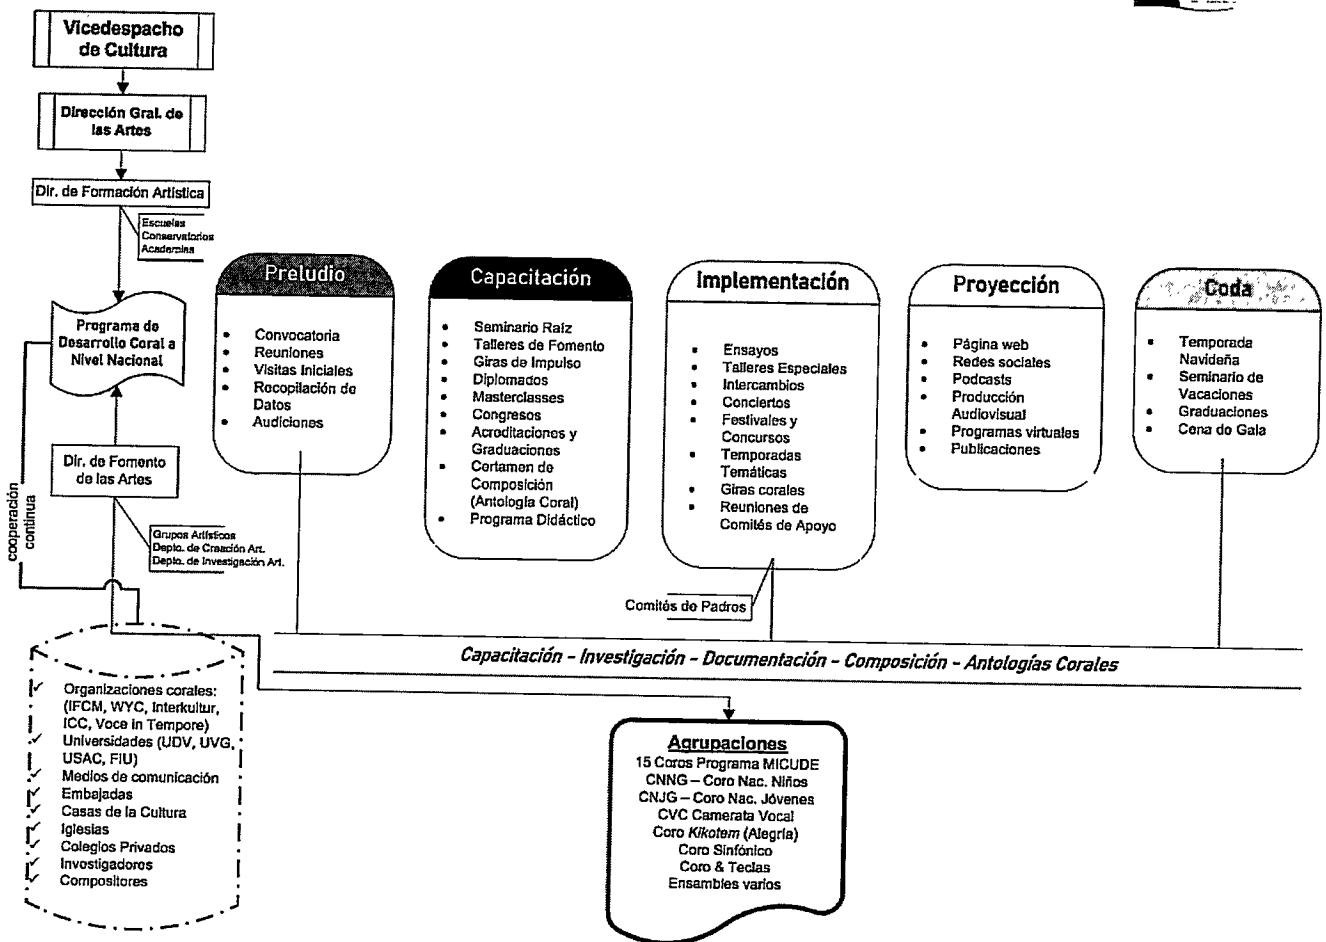 Vicedespacho
de Cultura
Dirección Gral. de
las Artes
Dir. de Formación Artística
Escuelas
Conservatorios
Academias
Programa de
Desarrollo Coral a
Nivel Nacional
Dir. de Fomento
de las Artes
Grupos Artísticos
Depto. de Creación Art.
Depto. de Investigación Art.
cooperación
continua
Preludio
• Convocatoria
• Reuniones
• Visitas Iniciales
• Recopilación de
Datos
• Audiciones
Capacitación
• Seminario Raíz
• Talleres de Fomento
• Giras de Impulso
• Diplomados
• Masterclasses
• Congresos
• Acreditaciones y
Graduaciones
• Certamen de
Composición
(Antología Coral)
• Programa Didáctico
Implementación
• Ensayos
• Talleres Especiales
• Intercambios
• Conciertos
• Festivales y
Concursos
• Temporadas
Temáticas
• Giras corales
• Reuniones de
Comités de Apoyo
Proyección
• Página web
• Redes sociales
• Podcasts
• Producción
Audiovisual
• Programas virtuales
• Publicaciones
Coda
• Temporada
Navideña
• Seminario de
Vacaciones
• Graduaciones
• Cena de Gala
Comités de Padros
Capacitación – Investigación – Documentación – Composición – Antologías Corales
✓ Organizaciones corales:
(IFCM, WYC, Interkultur,
ICC, Voce in Tempore)
✓ Universidades (UDV, UVG,
USAC, FIU)
✓ Medios de comunicación
✓ Embajadas
✓ Casas de la Cultura
✓ Iglesias
✓ Colegios Privados
✓ Investigadores
✓ Compositores
Agrupaciones
15 Coros Programa MICUDE
CNNG – Coro Nac. Niños
CNJG – Coro Nac. Jóvenes
CVC Camerata Vocal
Coro Kikotem (Alegría)
Coro Sinfónico
Coro & Teclas
Ensambles varios